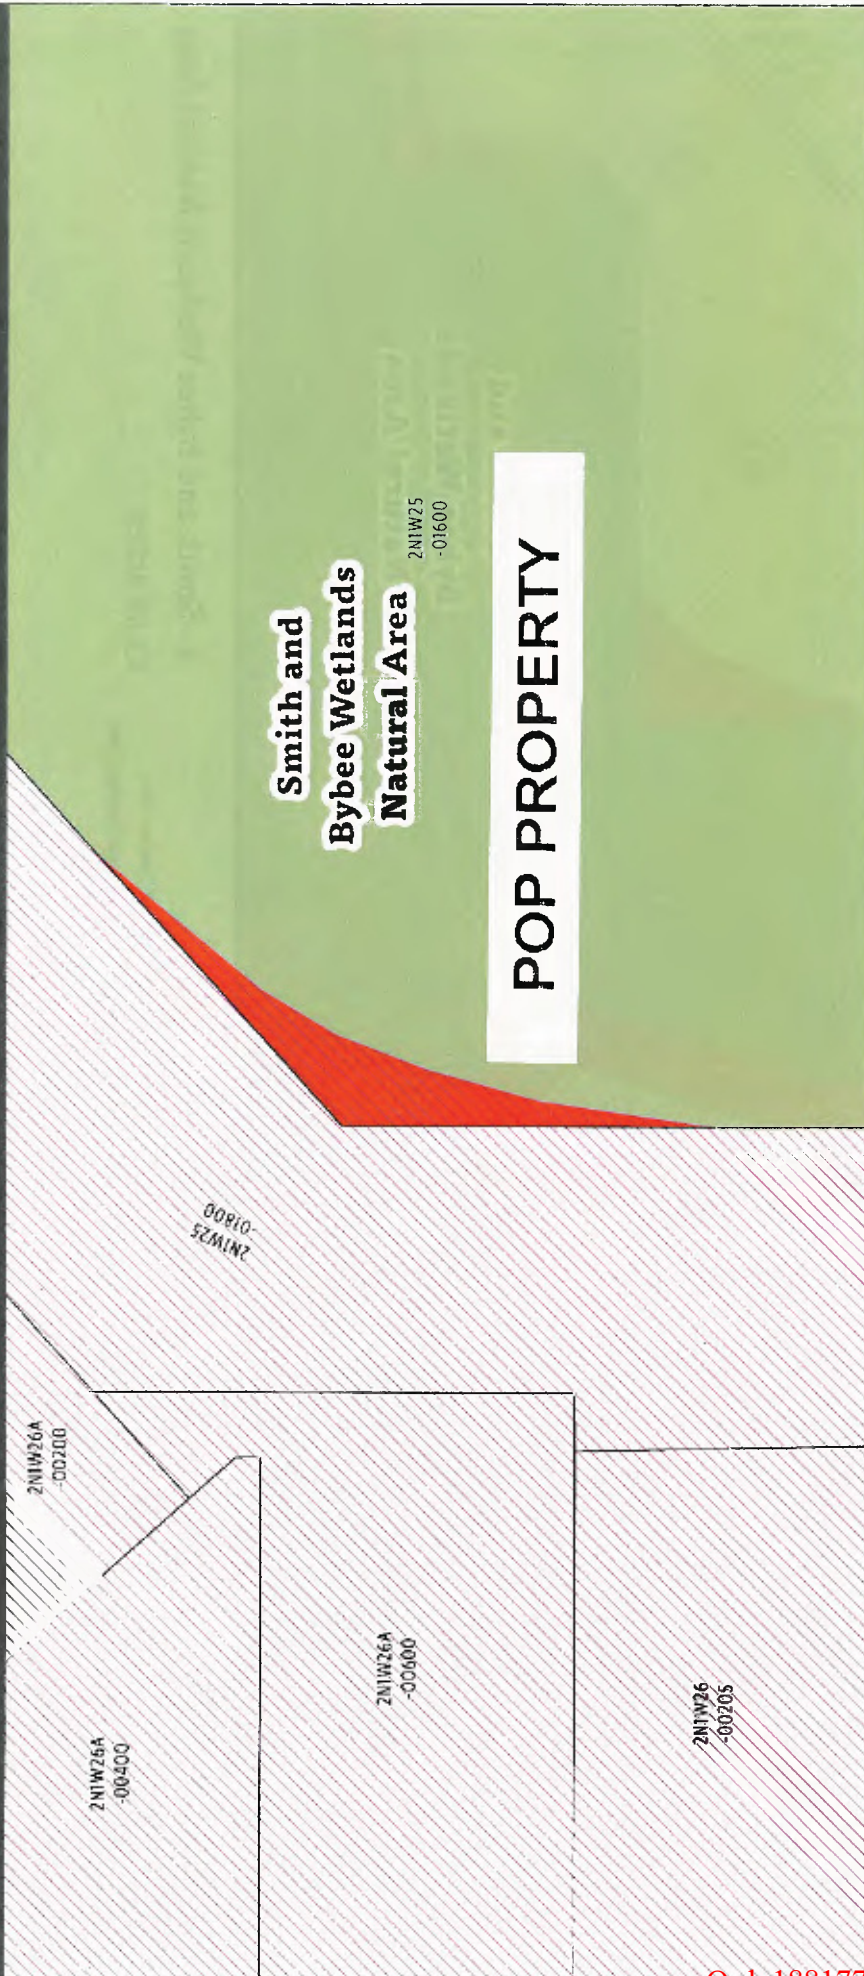 Smith and
Bybee Wetlands
Natural Area
2N1W25
-01600
POP PROPERTY
2N1W25
-01800
2N1W26A
-00200
2N1W26A
-00400
2N1W26A
-00600
2N1W26
-00205